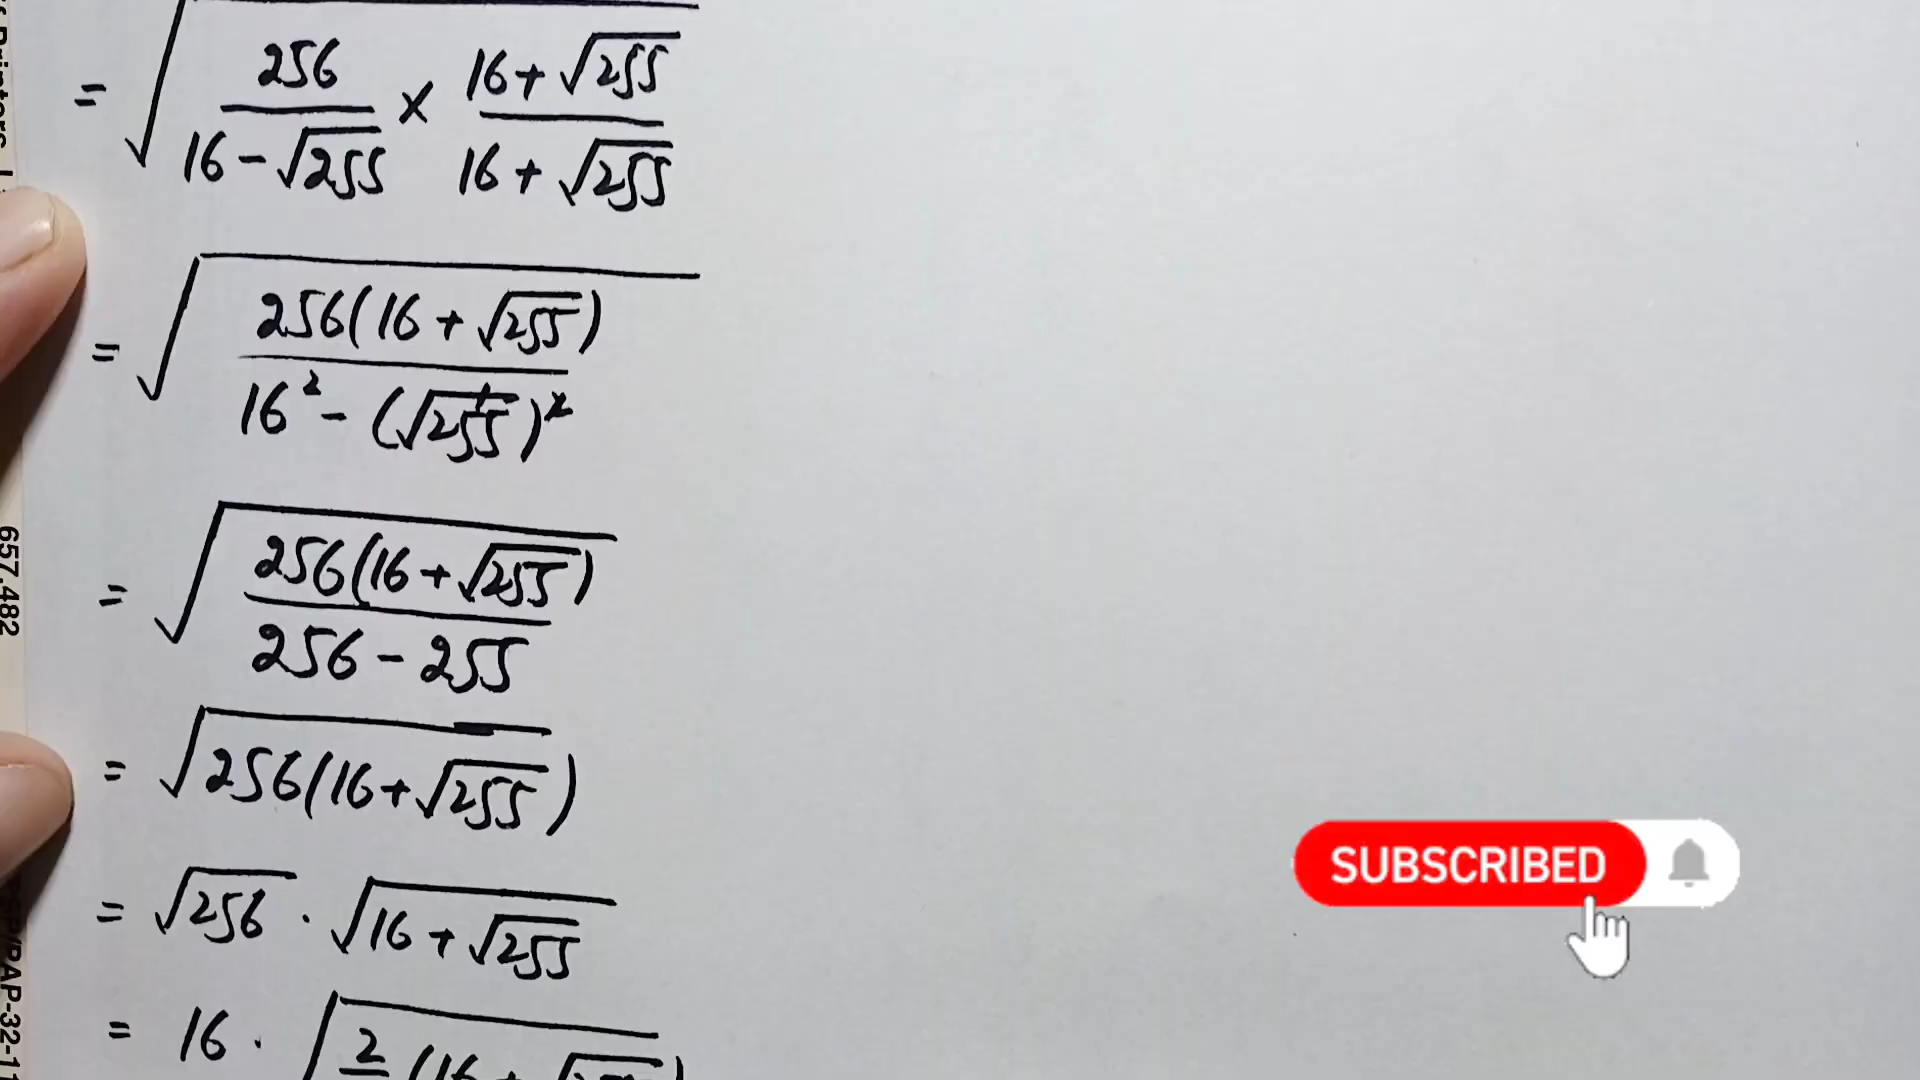 = √(256/(16-√255) × (16+√255)/(16+√255))
= √(256(16+√255)/(16²-(√255)²))
= √(256(16+√255)/(256-255))
= √(256(16+√255))
= √256 · √(16+√255)
= 16 ·
657.482
SUBSCRIBED